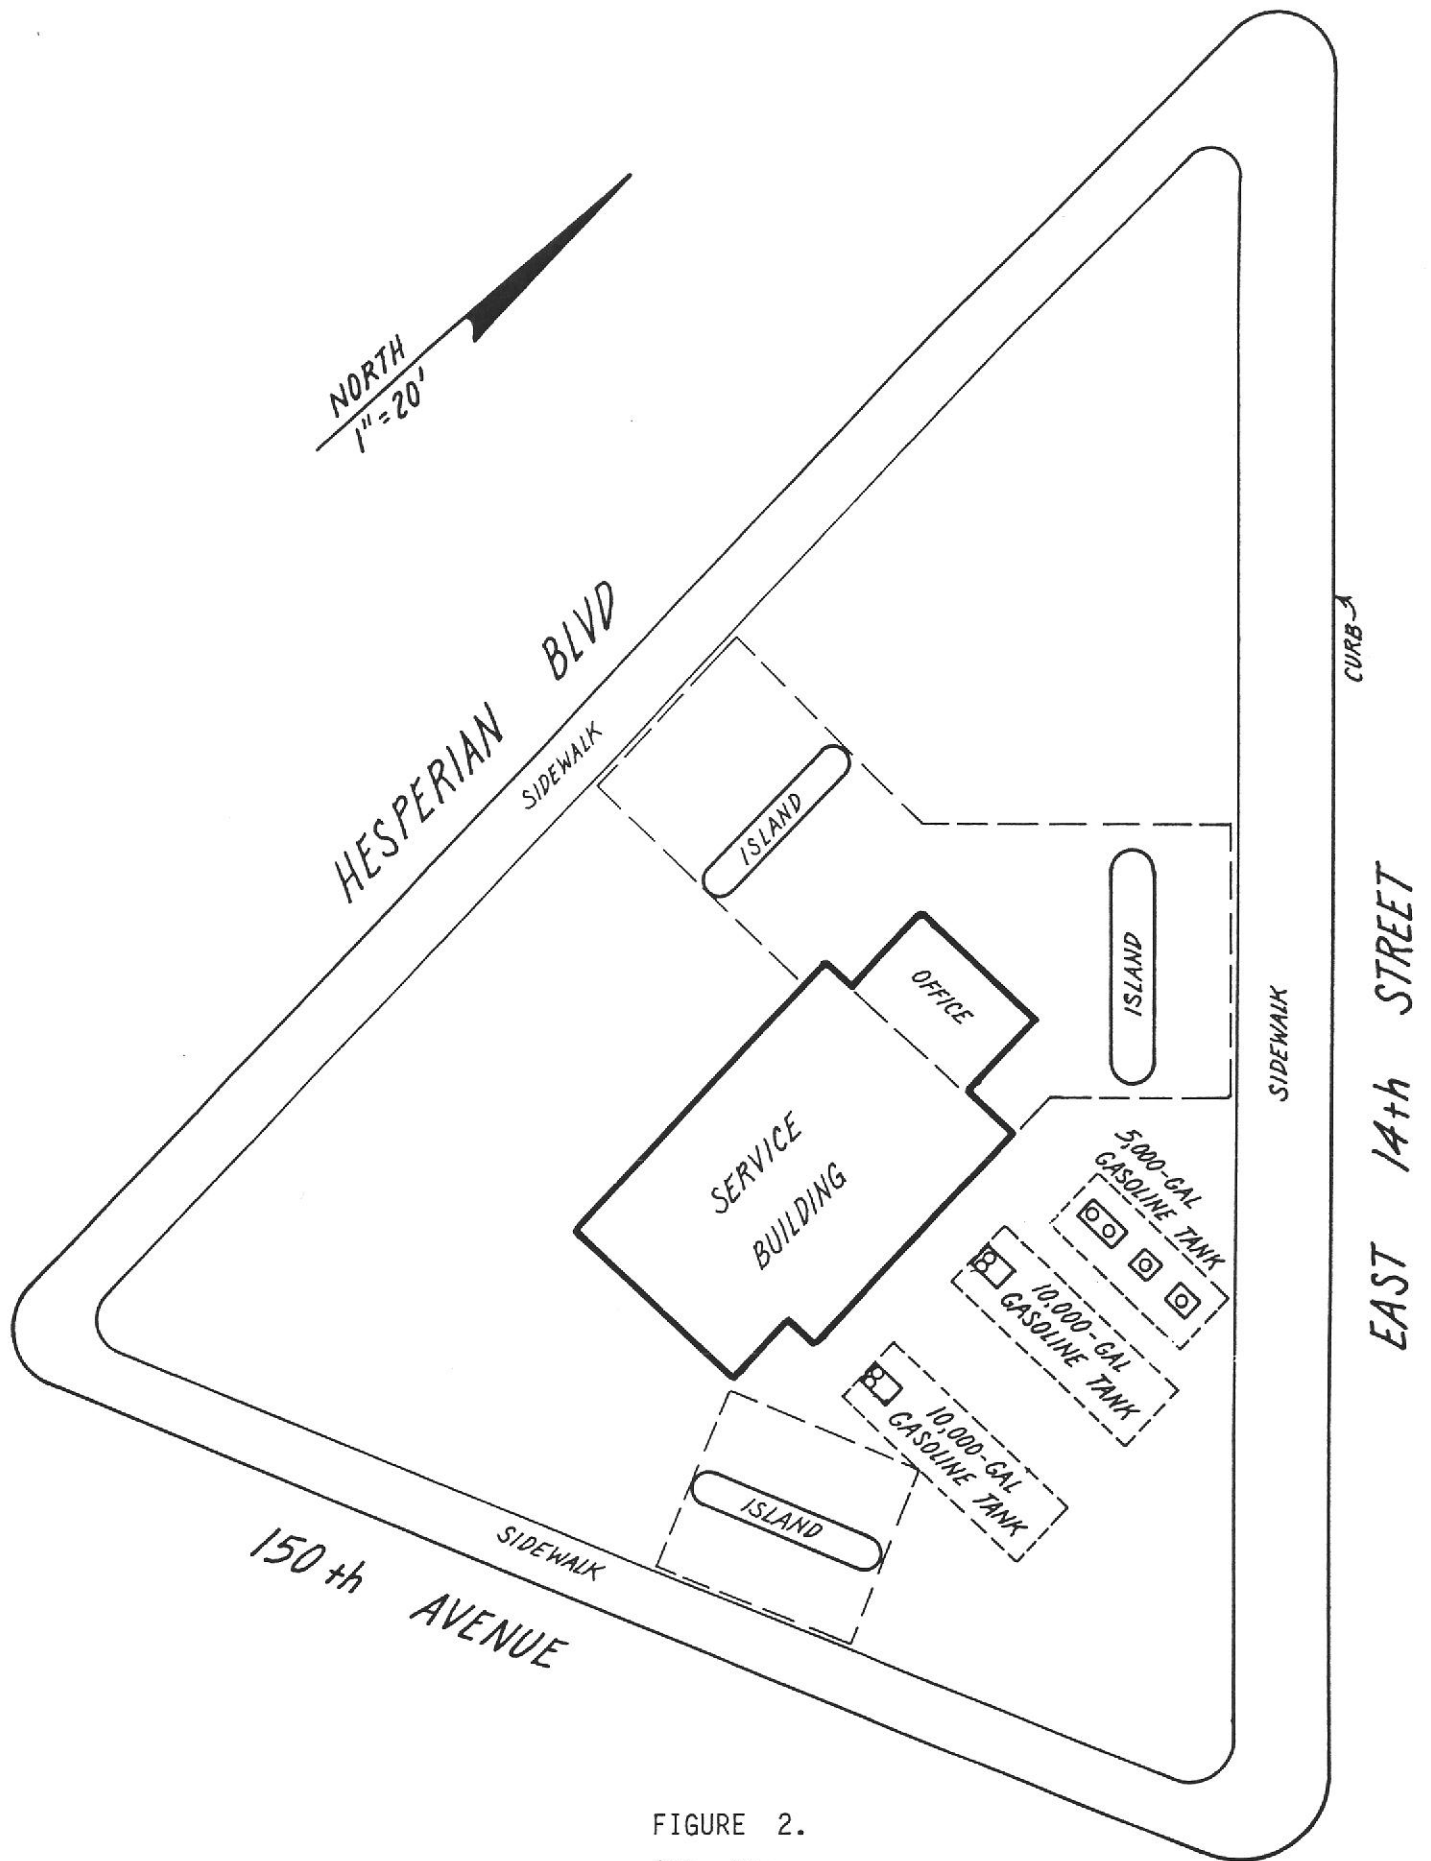 NORTH
1"=20'
HESPERIAN BLVD
SIDEWALK
CURB
ISLAND
ISLAND
OFFICE
SIDEWALK
EAST 14th STREET
SERVICE
BUILDING
5,000-GAL
GASOLINE TANK
10,000-GAL
GASOLINE TANK
10,000-GAL
GASOLINE TANK
ISLAND
SIDEWALK
150th AVENUE
FIGURE 2.